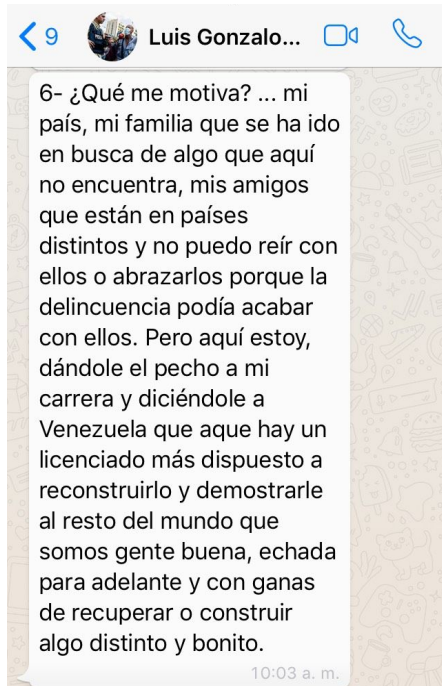 9 Luis Gonzalo...
6- ¿Qué me motiva? ... mi
país, mi familia que se ha ido
en busca de algo que aquí
no encuentra, mis amigos
que están en países
distintos y no puedo reír con
ellos o abrazarlos porque la
delincuencia podía acabar
con ellos. Pero aquí estoy,
dándole el pecho a mi
carrera y diciéndole a
Venezuela que aque hay un
licenciado más dispuesto a
reconstruirlo y demostrarle
al resto del mundo que
somos gente buena, echada
para adelante y con ganas
de recuperar o construir
algo distinto y bonito.
10:03 a. m.